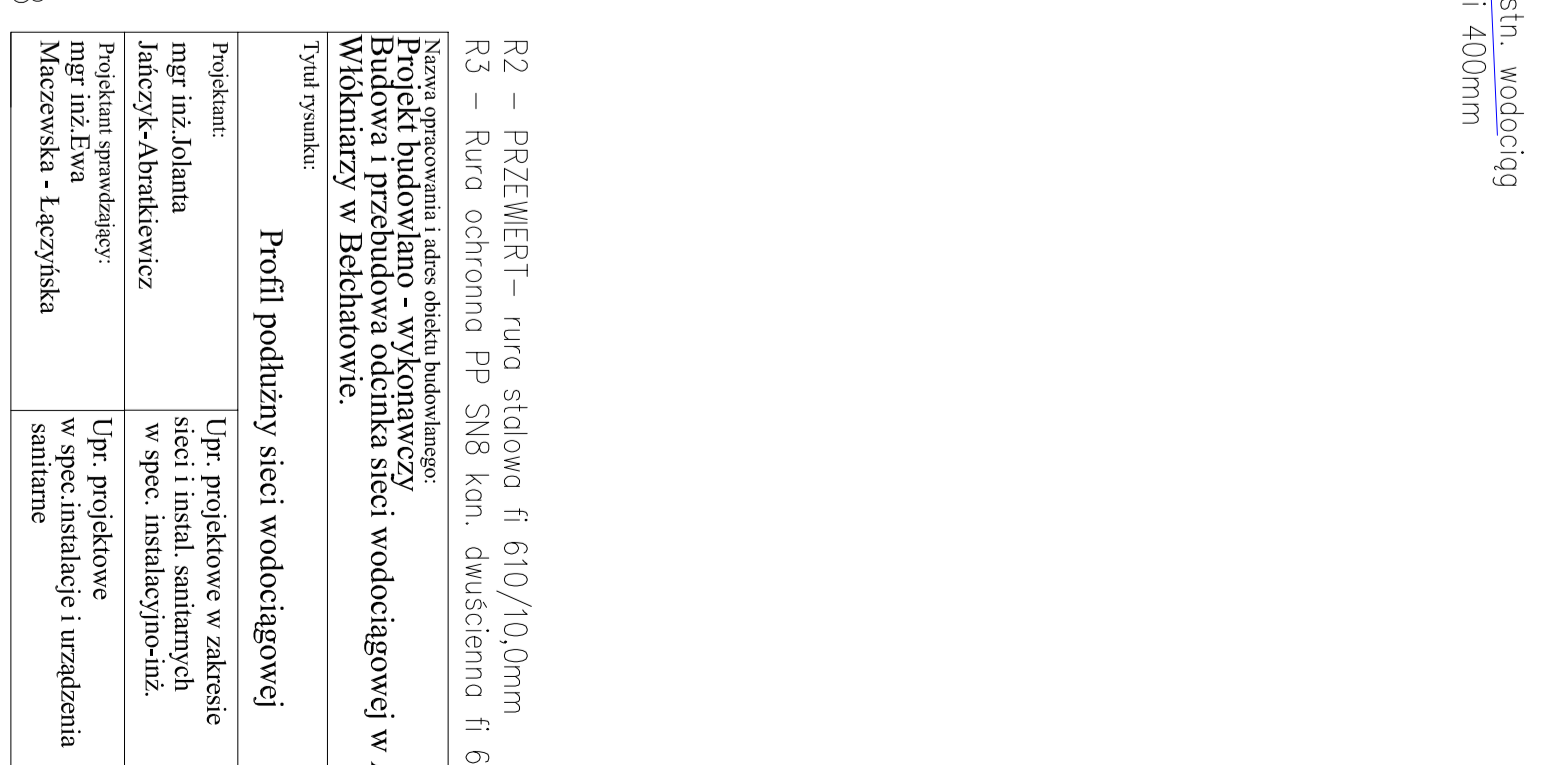 stn. wodociąg
i 400mm
R2 – PRZEWIERT– rura stalowa fi 610/10,0mm
R3 – Rura ochronna PP SN8 kan. dwuścienna fi 6
Nazwa opracowania i adres obiektu budowlanego:
Projekt budowlano - wykonawczy
Budowa i przebudowa odcinka sieci wodociągowej w
Włókniarzy w Bełchatowie.
Tytuł rysunku:
Profil podłużny sieci wodociągowej
Projektant:
mgr inż.Jolanta
Jańczyk-Abratkiewicz
Upr. projektowe w zakresie
sieci i instal. sanitarnych
w spec. instalacyjno-inż.
Projektant sprawdzający:
mgr inż.Ewa
Maczewska - Łączyńska
Upr. projektowe
w spec.instalacje i urządzenia
sanitarne